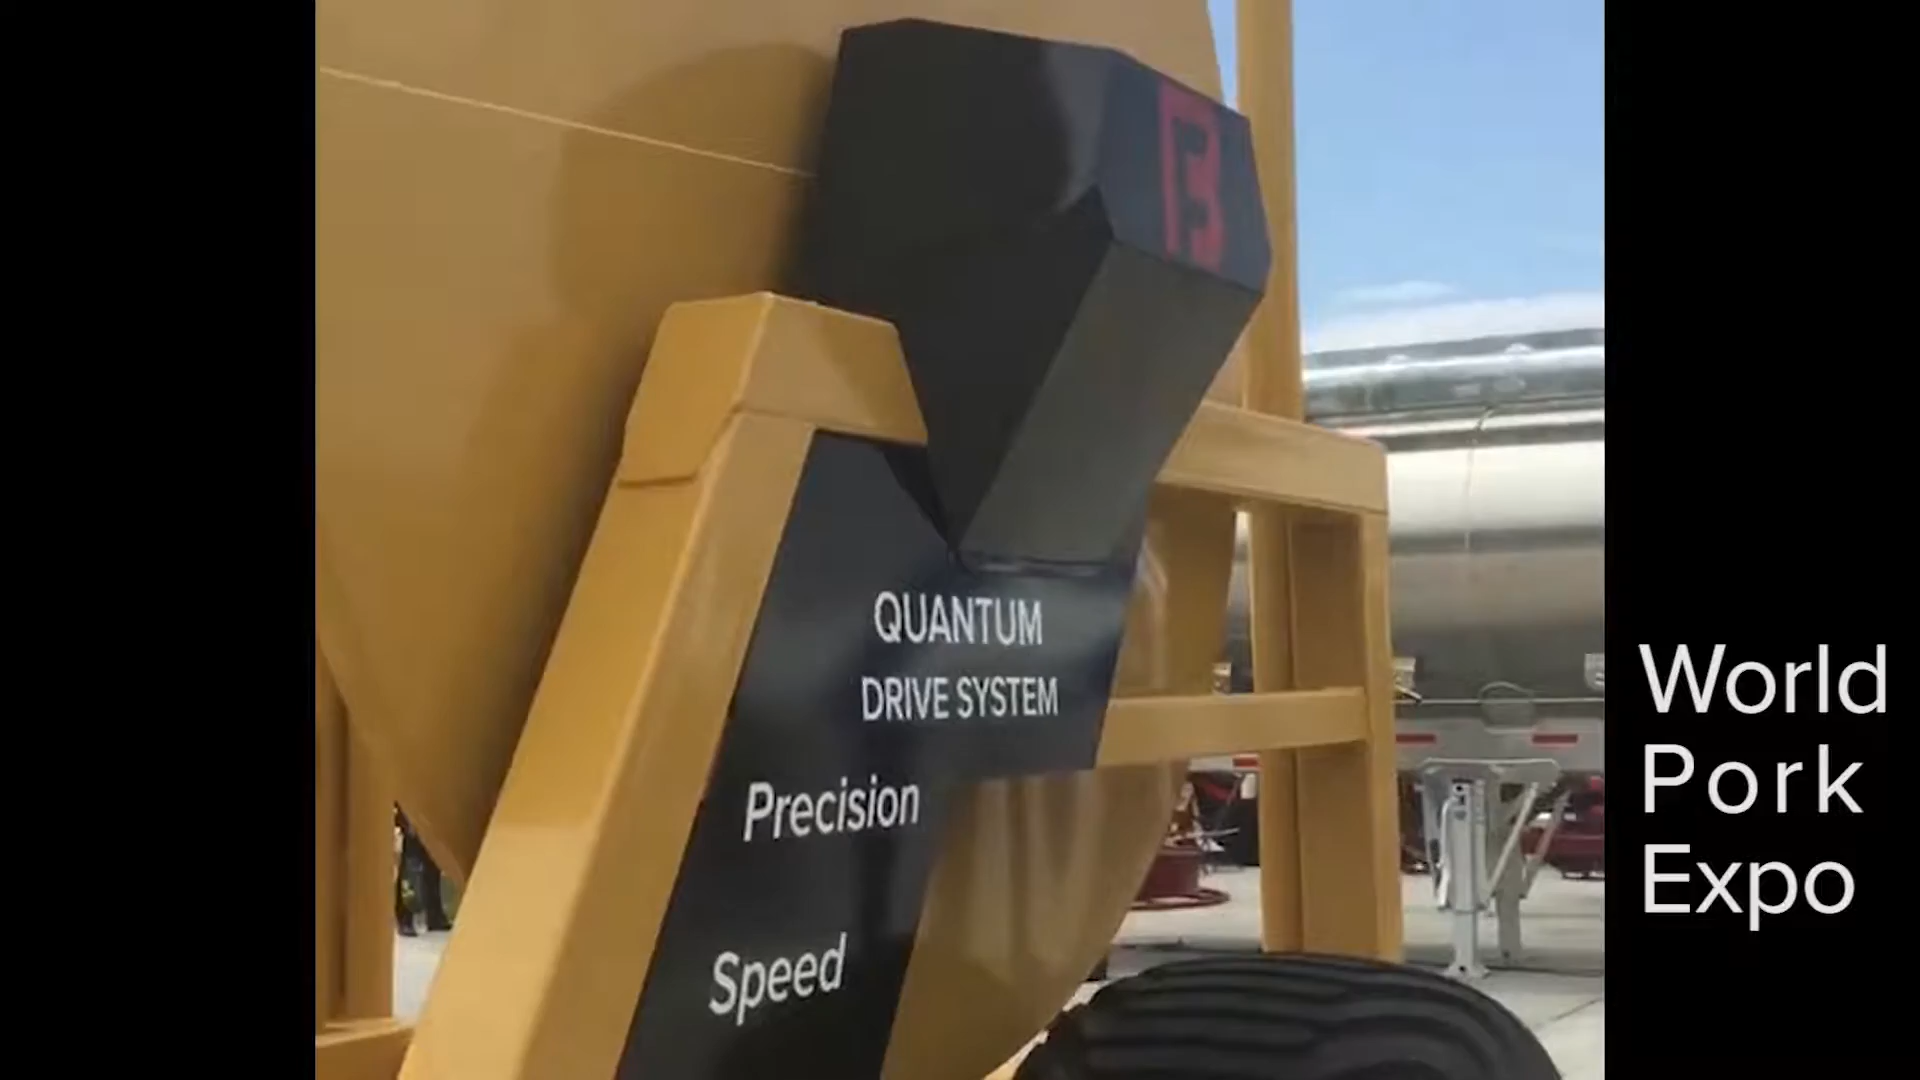 QUANTUM
DRIVE SYSTEM
Precision
Speed
World
Pork
Expo